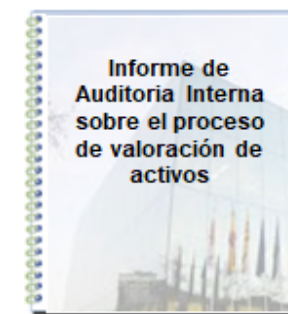 Informe de
Auditoria Interna
sobre el proceso
de valoración de
activos